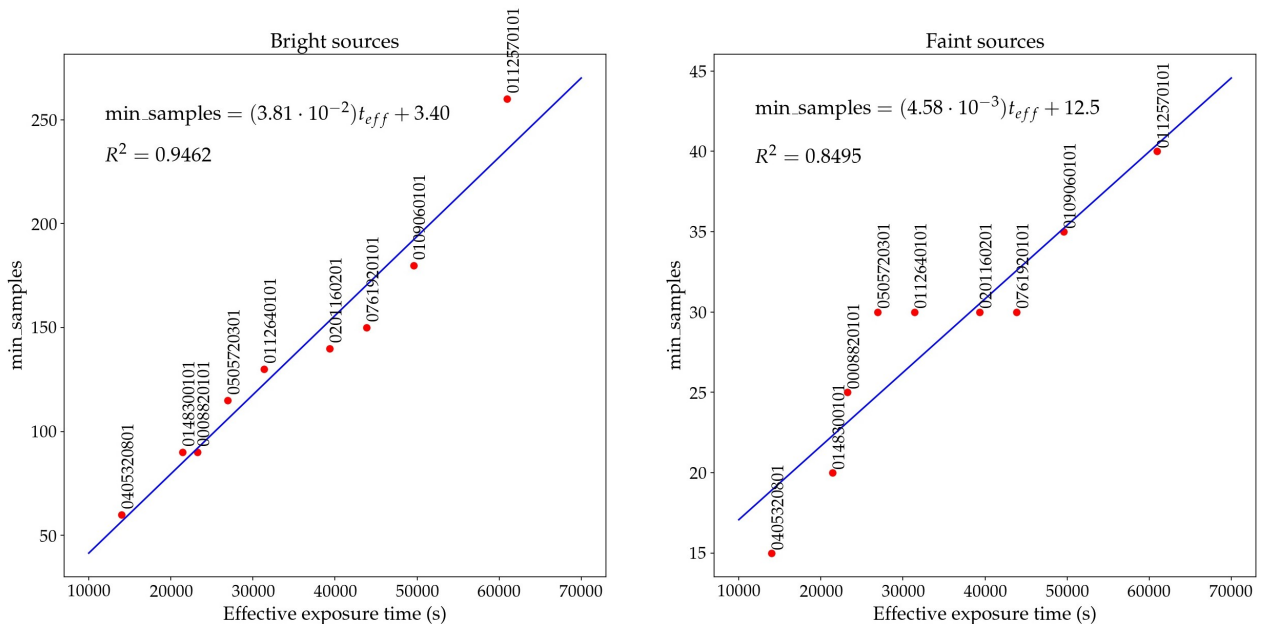 Bright sources
min_samples = (3.81 · 10⁻²)t_eff + 3.40
R² = 0.9462
0112570101
0109060101
0761920101
0201160201
0112640101
0505720301
0008820101
0148300101
0405320801
250
200
150
100
50
min_samples
10000 20000 30000 40000 50000 60000 70000
Effective exposure time (s)
Faint sources
min_samples = (4.58 · 10⁻³)t_eff + 12.5
R² = 0.8495
0112570101
0109060101
0761920101
0201160201
0112640101
0505720301
0008820101
0148300101
0405320801
45
40
35
30
25
20
15
min_samples
10000 20000 30000 40000 50000 60000 70000
Effective exposure time (s)